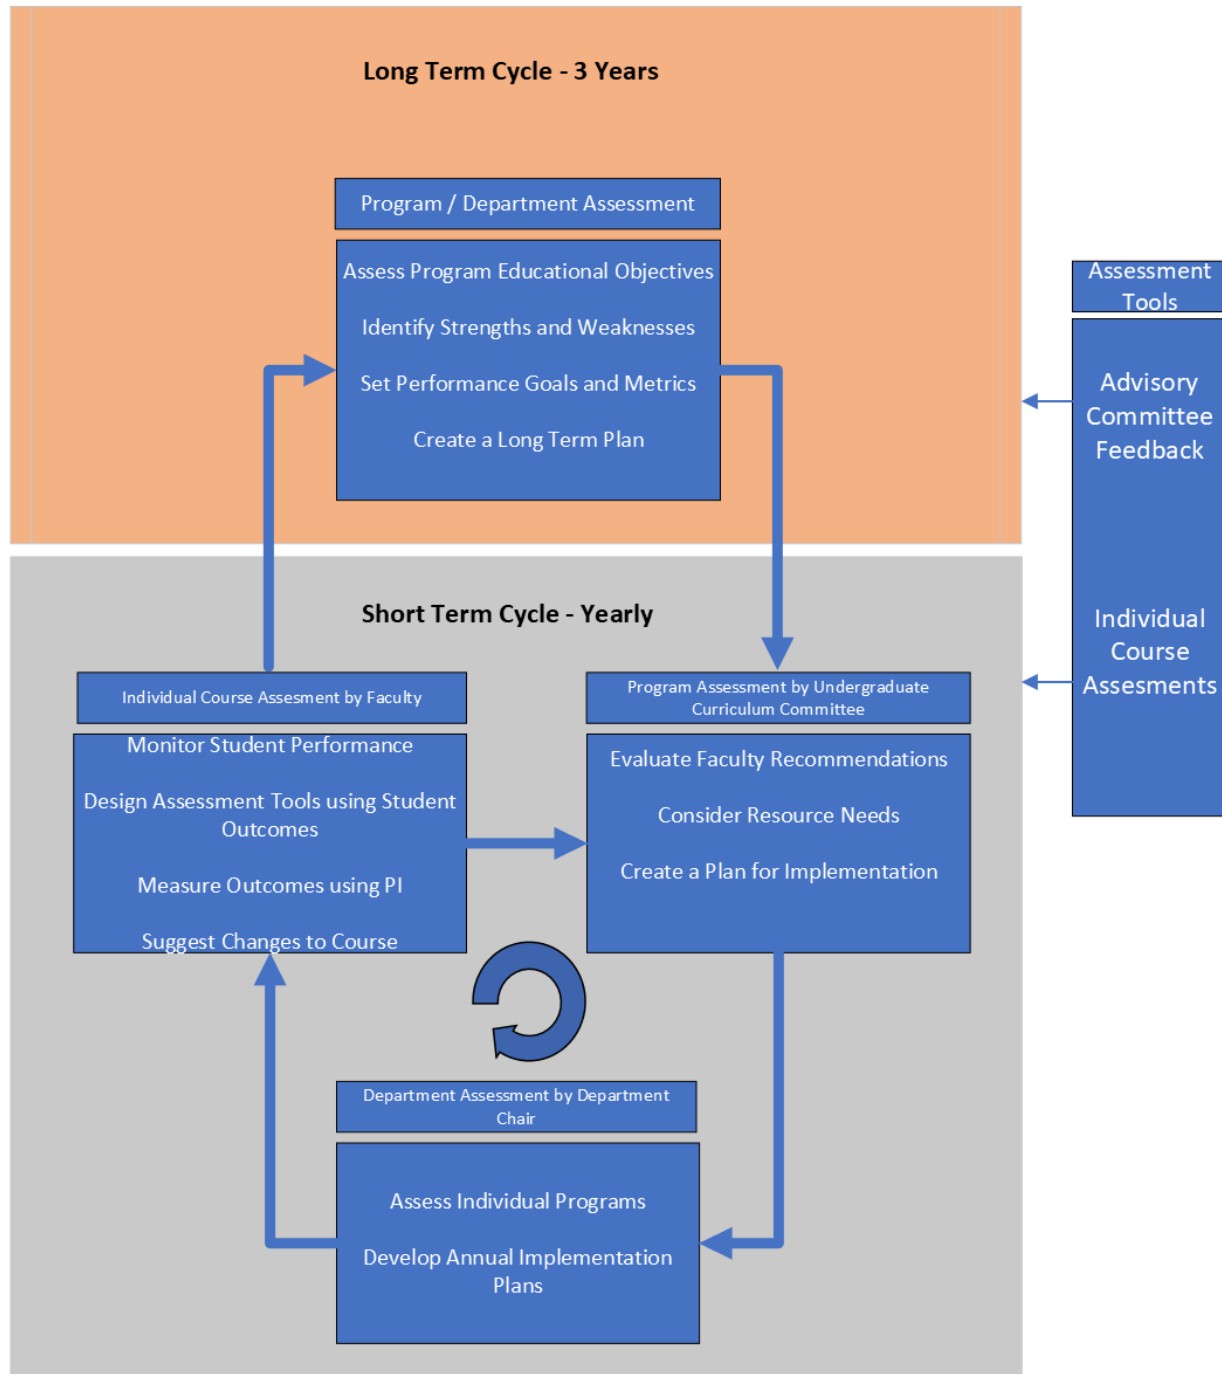 Long Term Cycle - 3 Years
Program / Department Assessment
Assess Program Educational Objectives
Identify Strengths and Weaknesses
Set Performance Goals and Metrics
Create a Long Term Plan
Assessment
Tools
Advisory
Committee
Feedback
Individual
Course
Assesments
Short Term Cycle - Yearly
Individual Course Assesment by Faculty
Monitor Student Performance
Design Assessment Tools using Student
Outcomes
Measure Outcomes using PI
Suggest Changes to Course
Program Assessment by Undergraduate
Curriculum Committee
Evaluate Faculty Recommendations
Consider Resource Needs
Create a Plan for Implementation
Department Assessment by Department
Chair
Assess Individual Programs
Develop Annual Implementation
Plans